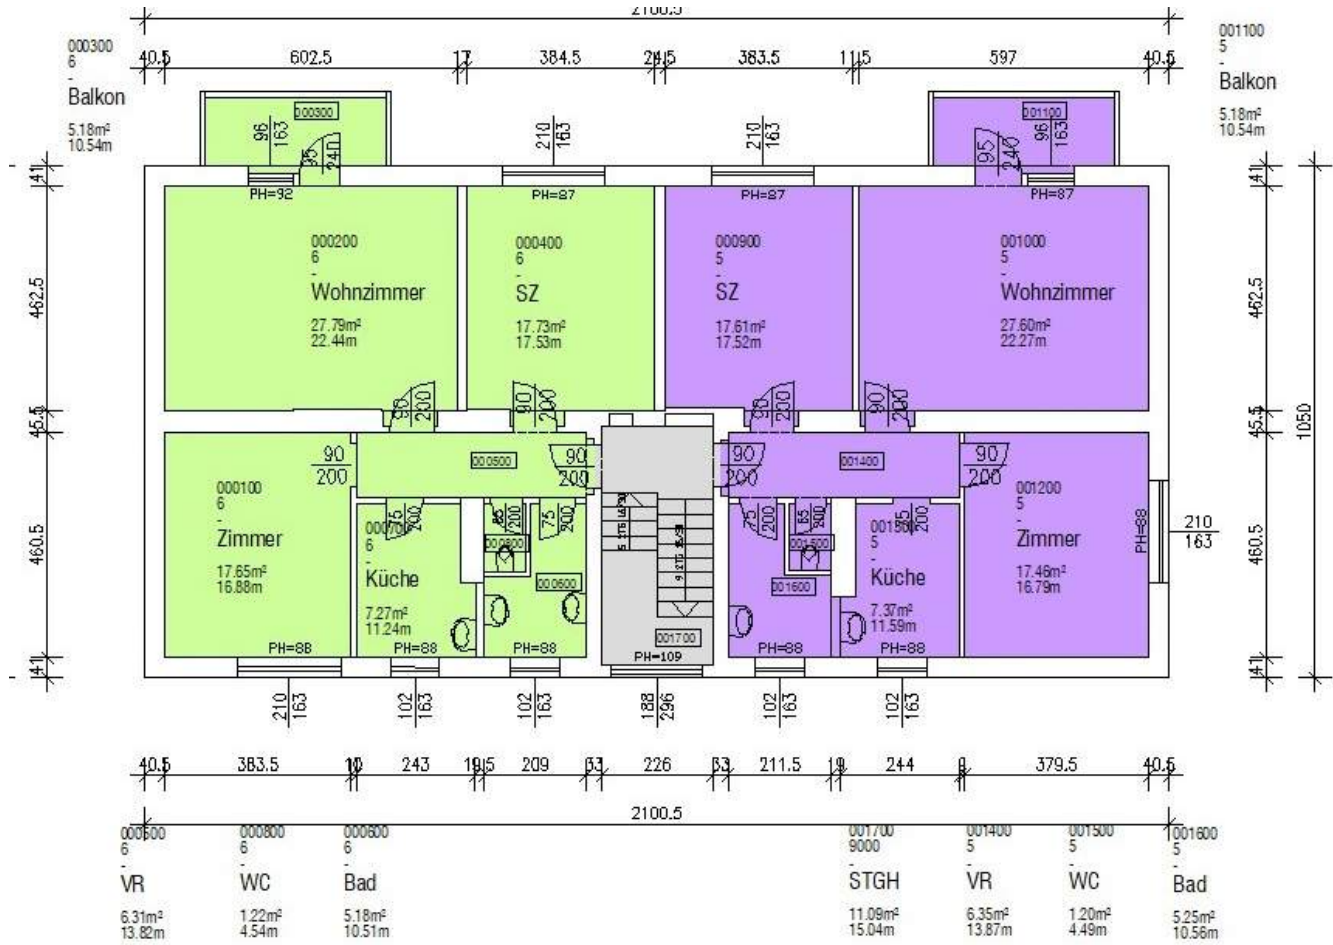 2100.5
40.5 602.5 17 384.5 24.5 383.5 11.5 597 40.5
000300
6
-
Balkon
5.18m²
10.54m
001100
5
-
Balkon
5.18m²
10.54m
000300
96
163
95
240
210
163
210
163
001100
95
240
96
163
41
462.5
45.5
460.5
41
41
462.5
45.5
460.5
41
1050
PH=92
PH=87
PH=87
PH=87
000200
6
-
Wohnzimmer
27.79m²
22.44m
000400
6
-
SZ
17.73m²
17.53m
000900
5
-
SZ
17.61m²
17.52m
001000
5
-
Wohnzimmer
27.60m²
22.27m
90
200
90
200
90
200
90
200
90
200
000500
90
200
90
200
001400
90
200
000100
6
-
Zimmer
17.65m²
16.88m
75
200
65
200
75
200
000700
6
-
Küche
7.27m²
11.24m
000800
000600
001700
75
200
65
200
75
200
001500
001600
5
-
Küche
7.37m²
11.59m
001200
5
-
Zimmer
17.46m²
16.79m
PH=88
210
163
PH=88
PH=88
PH=88
PH=109
PH=88
PH=88
210
163
102
163
102
163
188
296
102
163
102
163
40.5 383.5 10 243 19.5 209 33 226 33 211.5 19 244 8 379.5 40.5
2100.5
000500
6
-
VR
6.31m²
13.82m
000800
6
-
WC
1.22m²
4.54m
000600
6
-
Bad
5.18m²
10.51m
001700
9000
-
STGH
11.09m²
15.04m
001400
5
-
VR
6.35m²
13.87m
001500
5
-
WC
1.20m²
4.49m
001600
5
-
Bad
5.25m²
10.56m